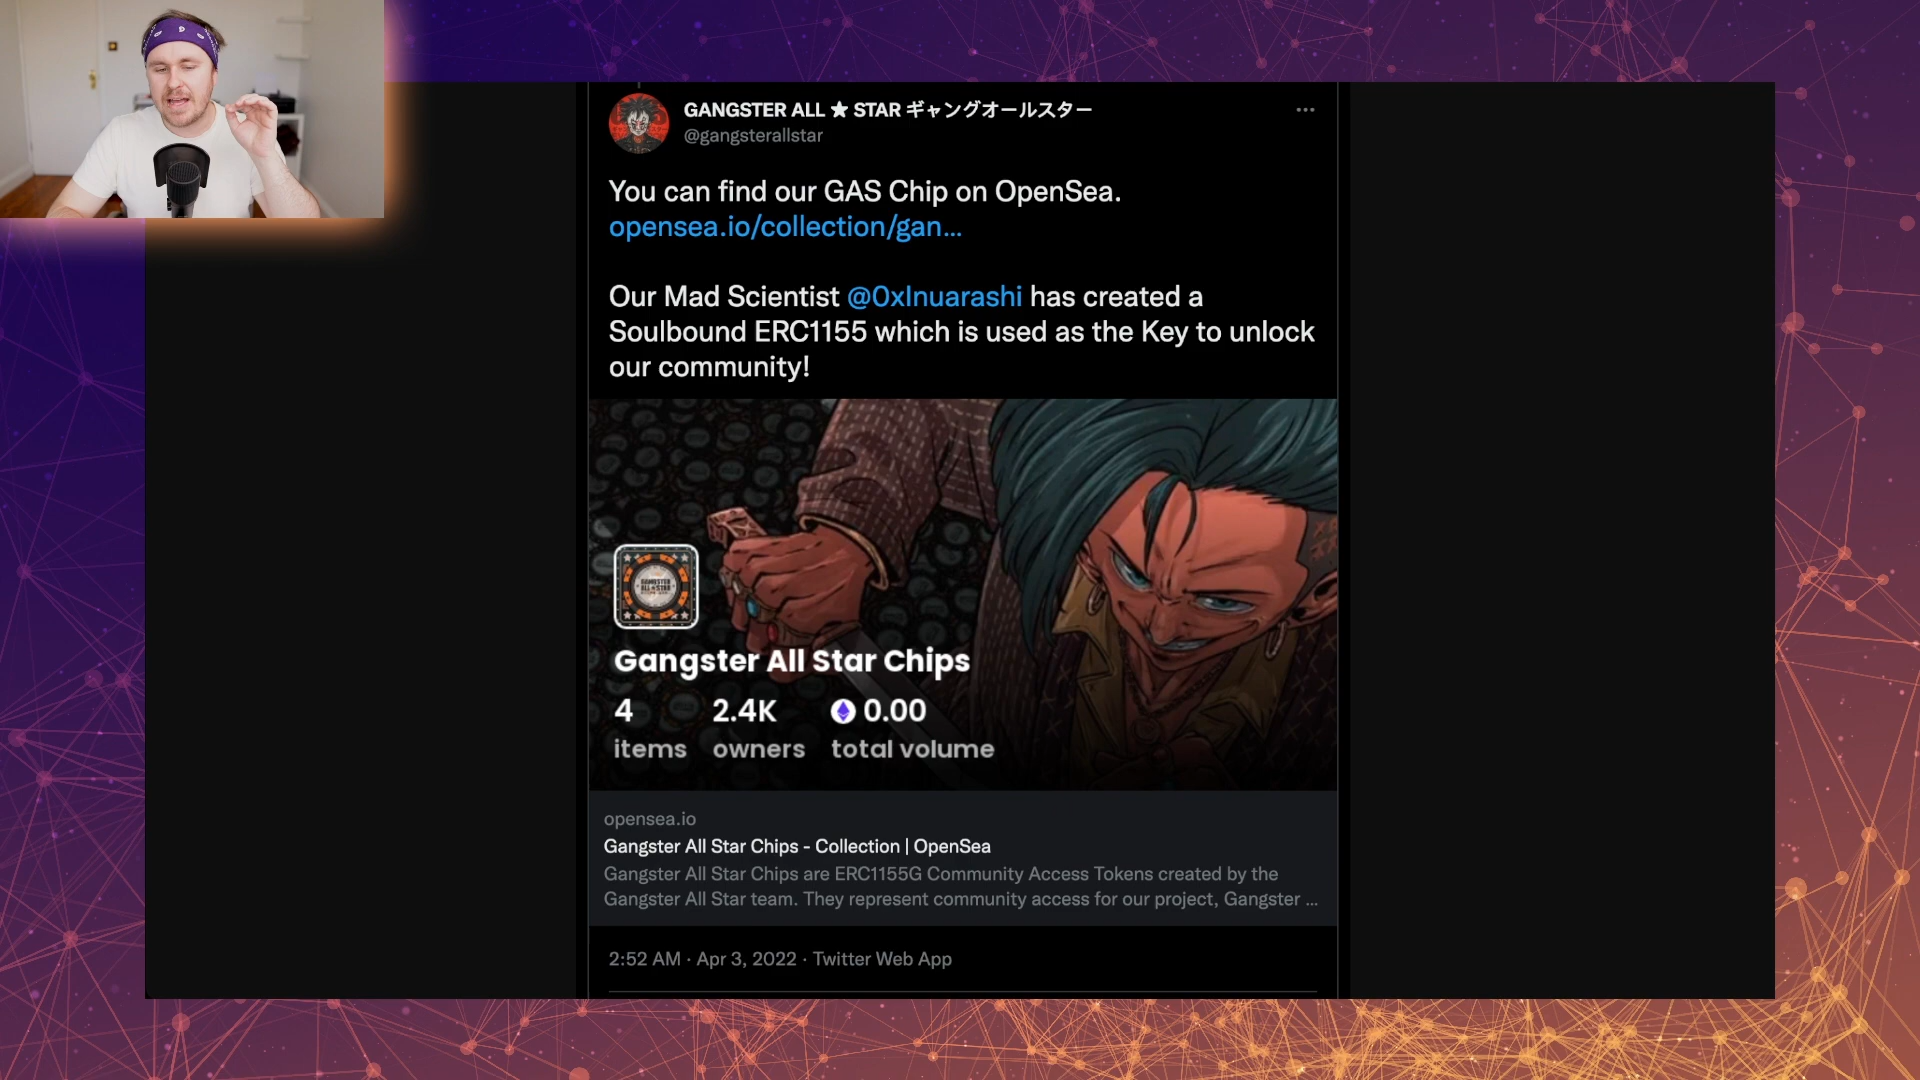 GANGSTER ALL ★ STAR ギャングオールスター
@gangsterallstar
You can find our GAS Chip on OpenSea.
opensea.io/collection/gan...
Our Mad Scientist @0xInuarashi has created a
Soulbound ERC1155 which is used as the Key to unlock
our community!
GANGSTER
ALL★STAR
Gangster All Star Chips
4 2.4K 0.00
items owners total volume
opensea.io
Gangster All Star Chips - Collection | OpenSea
Gangster All Star Chips are ERC1155G Community Access Tokens created by the
Gangster All Star team. They represent community access for our project, Gangster ...
2:52 AM · Apr 3, 2022 · Twitter Web App